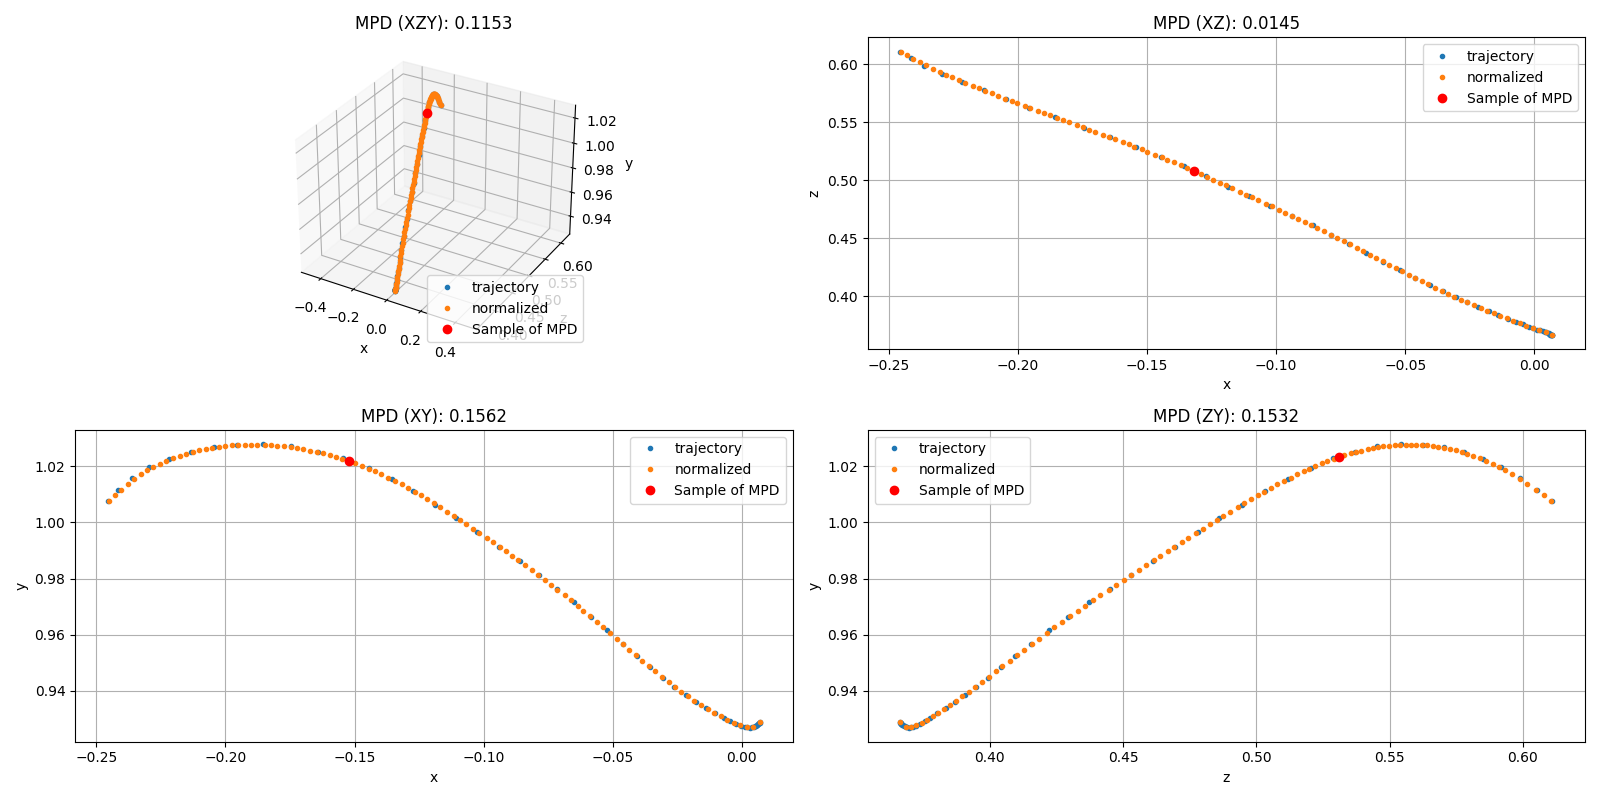 MPD (XZY): 0.1153
1.02
1.00
0.98
0.96
0.94
y
0.60
0.55
0.50
0.45
0.40
z
−0.4
−0.2
0.0
0.2
0.4
x
trajectory
normalized
Sample of MPD
MPD (XZ): 0.0145
0.60
0.55
0.50
0.45
0.40
z
−0.25 −0.20 −0.15 −0.10 −0.05 0.00
x
trajectory
normalized
Sample of MPD
MPD (XY): 0.1562
1.02
1.00
0.98
0.96
0.94
y
−0.25 −0.20 −0.15 −0.10 −0.05 0.00
x
trajectory
normalized
Sample of MPD
MPD (ZY): 0.1532
1.02
1.00
0.98
0.96
0.94
y
0.40 0.45 0.50 0.55 0.60
z
trajectory
normalized
Sample of MPD